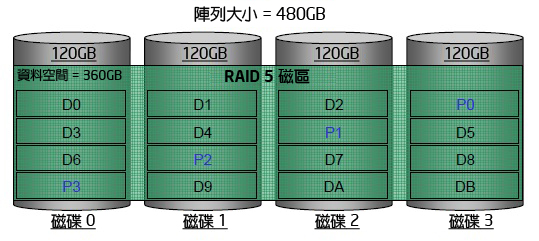 陣列大小 = 480GB
120GB 120GB 120GB 120GB
資料空間 = 360GB RAID 5 磁區
D0 D1 D2 P0
D3 D4 P1 D5
D6 P2 D7 D8
P3 D9 DA DB
磁碟 0 磁碟 1 磁碟 2 磁碟 3